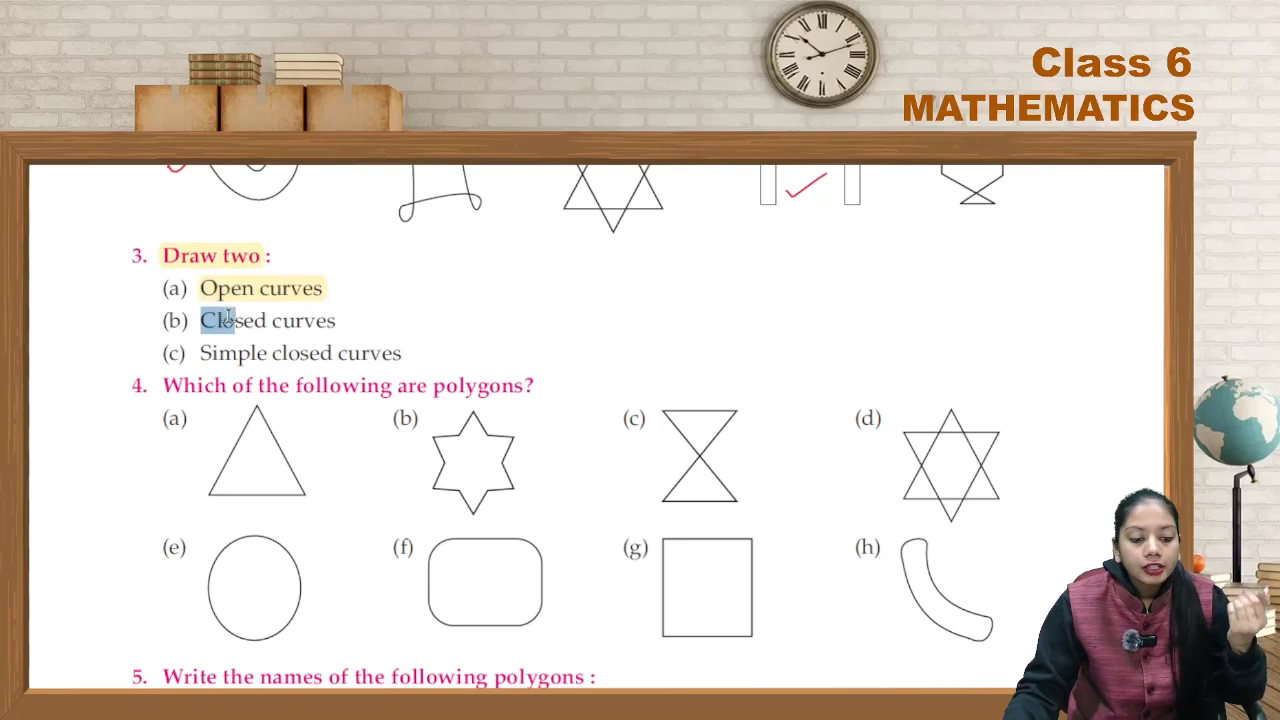 Class 6
MATHEMATICS
3. Draw two :
(a) Open curves
(b) Closed curves
(c) Simple closed curves
4. Which of the following are polygons?
(a) (b) (c) (d)
(e) (f) (g) (h)
5. Write the names of the following polygons :